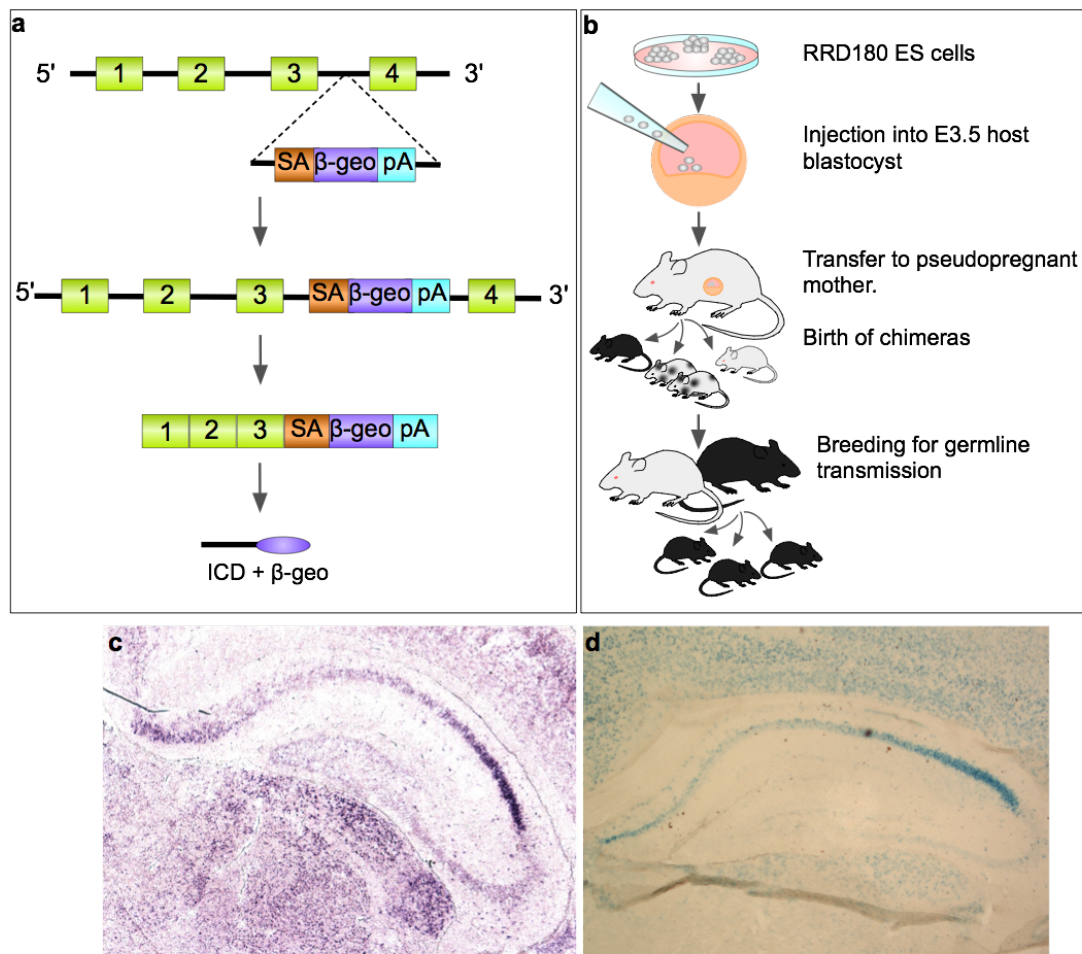 a
5' 1 2 3 4 3'
SA β-geo pA
5' 1 2 3 SA β-geo pA 4 3'
1 2 3 SA β-geo pA
ICD + β-geo
b
RRD180 ES cells
Injection into E3.5 host
blastocyst
Transfer to pseudopregnant
mother.
Birth of chimeras
Breeding for germline
transmission
c
d